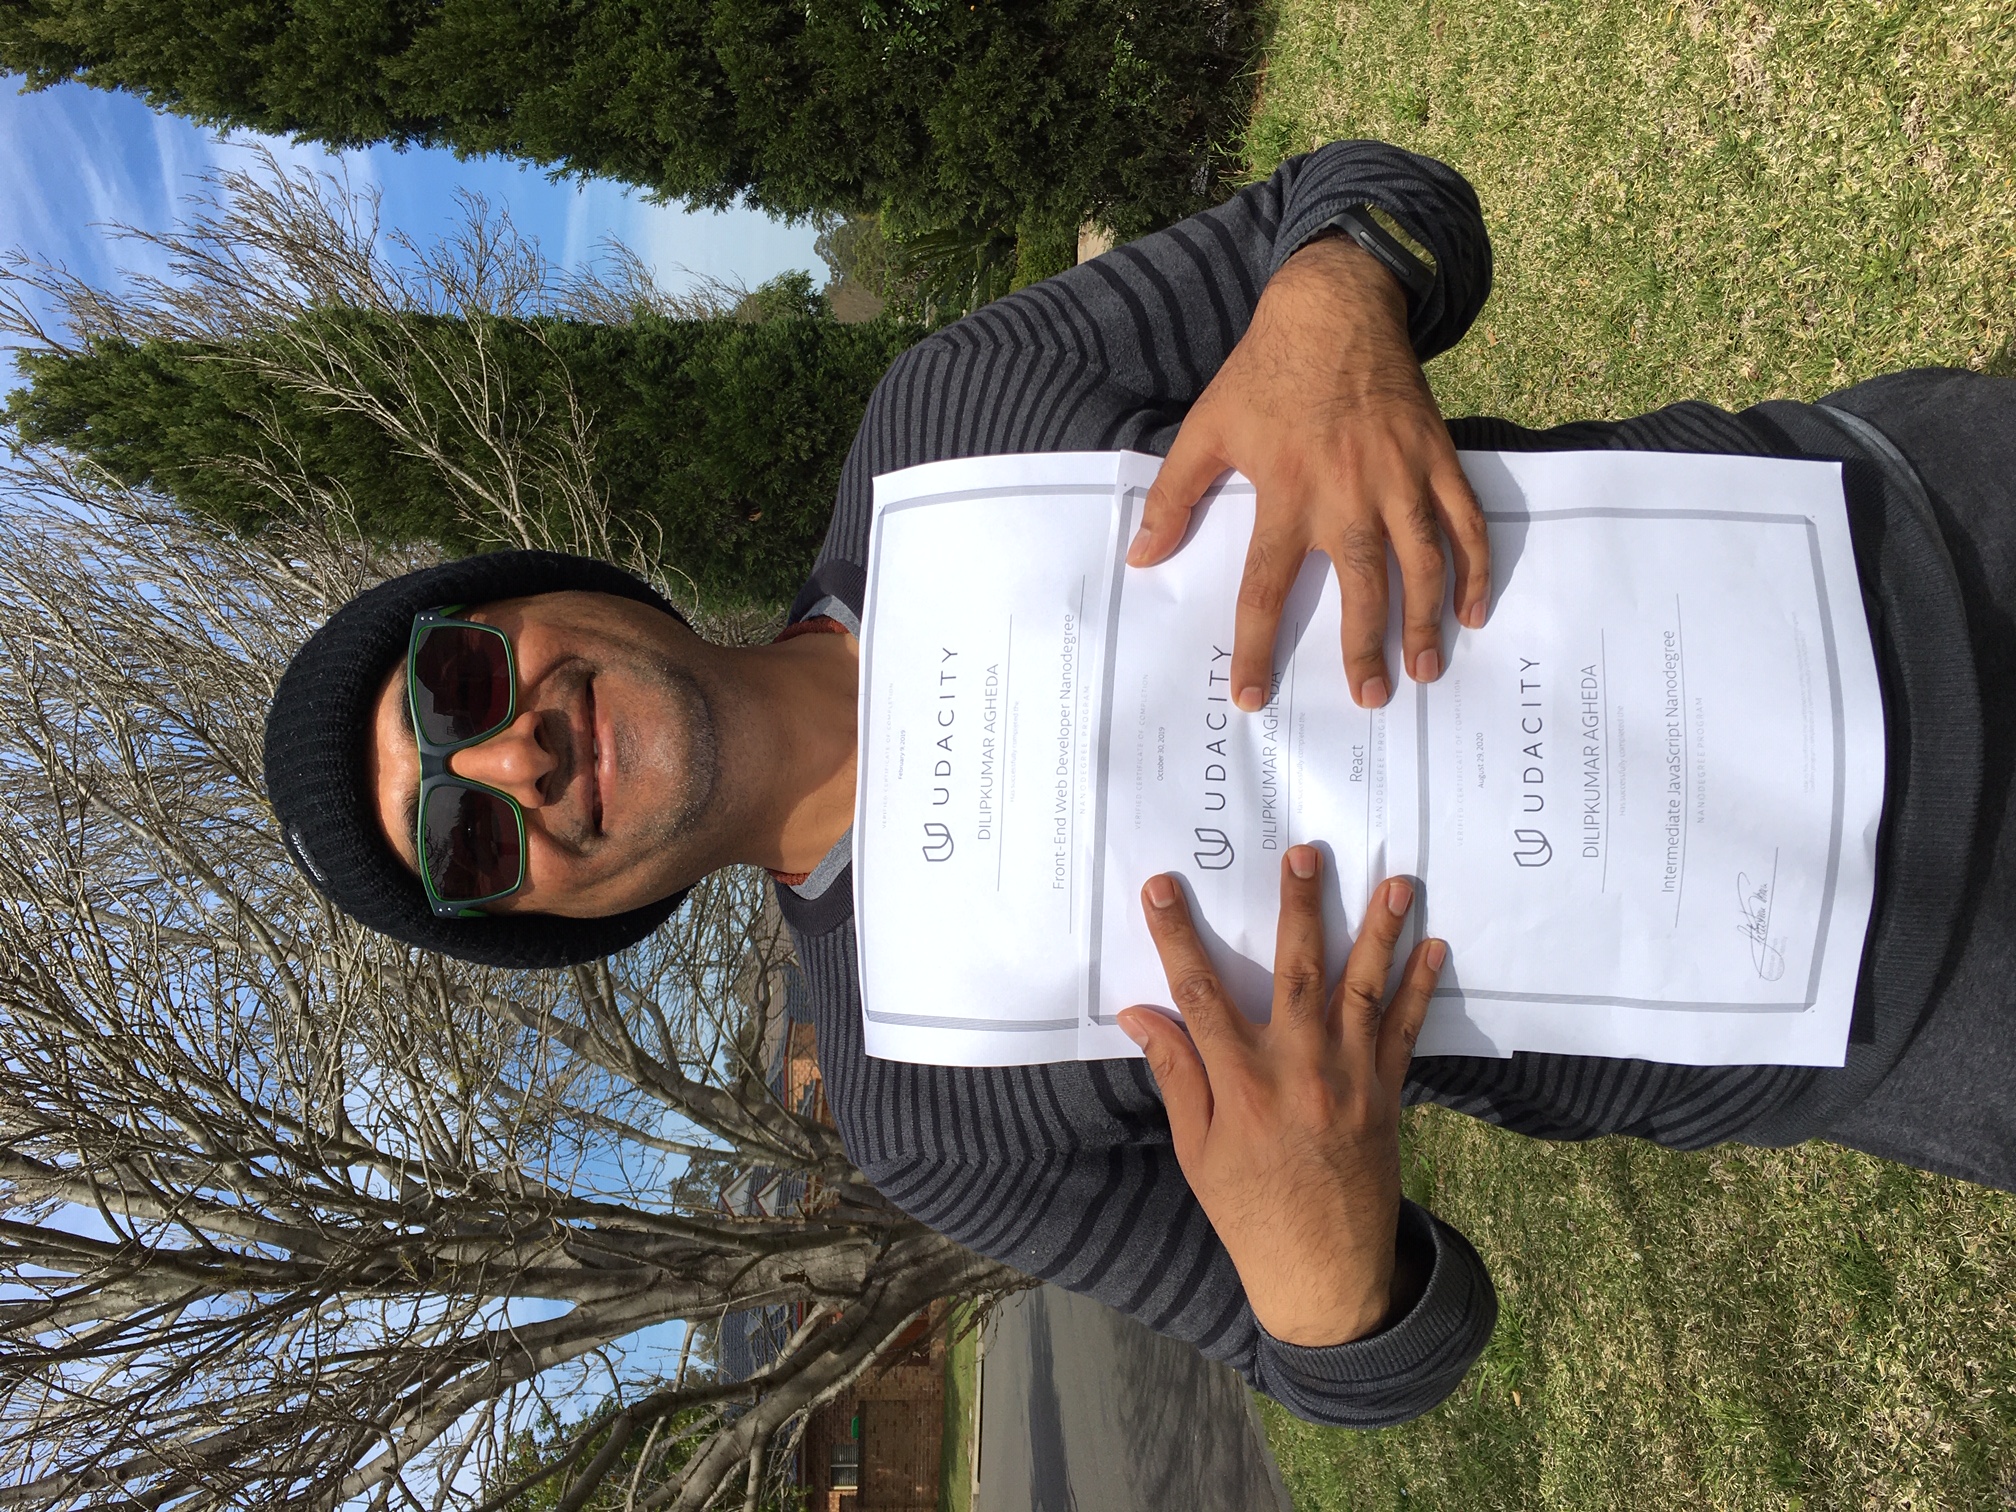 VERIFIED CERTIFICATE OF COMPLETION
February 9, 2019
UDACITY
DILIPKUMAR AGHEDA
Has successfully completed the
Front-End Web Developer Nanodegree
NANODEGREE PROGRAM
VERIFIED CERTIFICATE OF COMPLETION
October 30, 2019
UDACITY
DILIPKUMAR AGHEDA
Has successfully completed the
React
NANODEGREE PROGRAM
VERIFIED CERTIFICATE OF COMPLETION
August 29, 2020
UDACITY
DILIPKUMAR AGHEDA
Has successfully completed the
Intermediate JavaScript Nanodegree
NANODEGREE PROGRAM